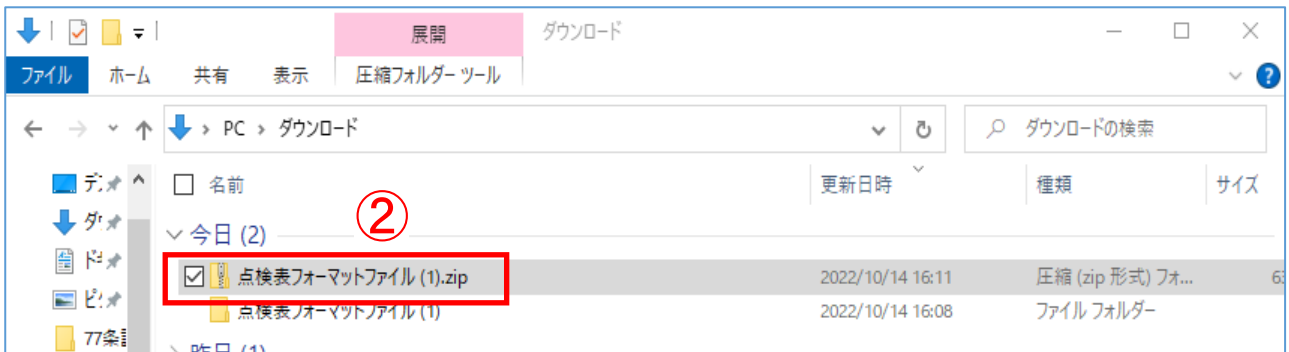 展開 ダウンロード
ファイル ホーム 共有 表示 圧縮フォルダー ツール
PC › ダウンロード ダウンロードの検索
名前 更新日時 種類 サイズ
②
今日 (2)
点検表フォーマットファイル (1).zip 2022/10/14 16:11 圧縮 (zip 形式) フォ...
点検表フォーマットファイル (1) 2022/10/14 16:08 ファイル フォルダー
77条
昨日 (1)